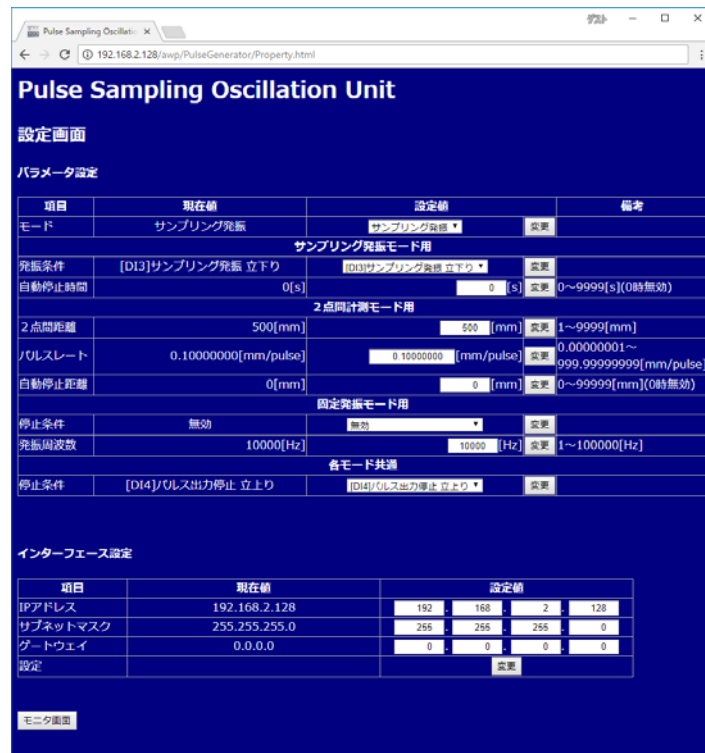 ゲスト
Pulse Sampling Oscillatic
192.168.2.128/awp/PulseGenerator/Property.html
Pulse Sampling Oscillation Unit
設定画面
パラメータ設定
項目 現在値 設定値 備考
モード サンプリング発振 サンプリング発振 変更
サンプリング発振モード用
発振条件 [DI3]サンプリング発振 立下り [DI3]サンプリング発振 立下り 変更
自動停止時間 0[s] 0 [s] 変更 0～9999[s](0時無効)
２点間計測モード用
２点間距離 500[mm] 500 [mm] 変更 1～9999[mm]
パルスレート 0.10000000[mm/pulse] 0.10000000 [mm/pulse] 変更 0.00000001～
999.99999999[mm/pulse]
自動停止距離 0[mm] 0 [mm] 変更 0～99999[mm](0時無効)
固定発振モード用
停止条件 無効 無効 変更
発振周波数 10000[Hz] 10000 [Hz] 変更 1～100000[Hz]
各モード共通
停止条件 [DI4]パルス出力停止 立上り [DI4]パルス出力停止 立上り 変更
インターフェース設定
項目 現在値 設定値
IPアドレス 192.168.2.128 192 . 168 . 2 . 128
サブネットマスク 255.255.255.0 255 . 255 . 255 . 0
ゲートウェイ 0.0.0.0 0 . 0 . 0 . 0
設定 変更
モニタ画面